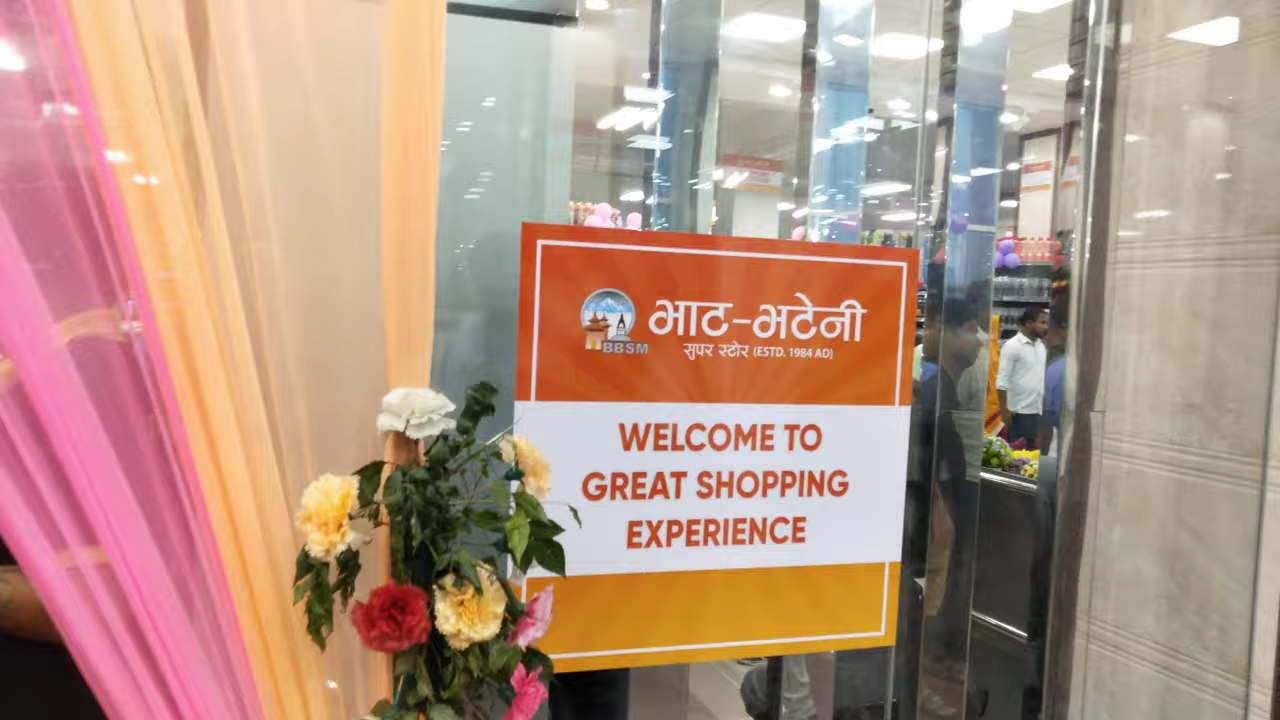 भाट-भटेनी
BBSM
सुपर स्टोर (ESTD. 1984 AD)
WELCOME TO
GREAT SHOPPING
EXPERIENCE